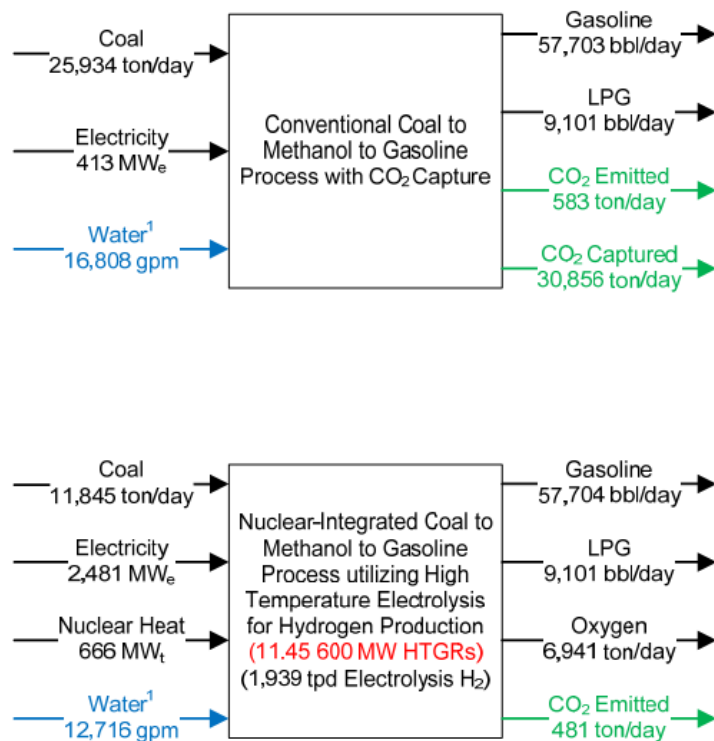 Coal
25,934 ton/day
Electricity
413 MWₑ
Water¹
16,808 gpm
Conventional Coal to
Methanol to Gasoline
Process with CO₂ Capture
Gasoline
57,703 bbl/day
LPG
9,101 bbl/day
CO₂ Emitted
583 ton/day
CO₂ Captured
30,856 ton/day
Coal
11,845 ton/day
Electricity
2,481 MWₑ
Nuclear Heat
666 MWₜ
Water¹
12,716 gpm
Nuclear-Integrated Coal to
Methanol to Gasoline
Process utilizing High
Temperature Electrolysis
for Hydrogen Production
(11.45 600 MW HTGRs)
(1,939 tpd Electrolysis H₂)
Gasoline
57,704 bbl/day
LPG
9,101 bbl/day
Oxygen
6,941 ton/day
CO₂ Emitted
481 ton/day